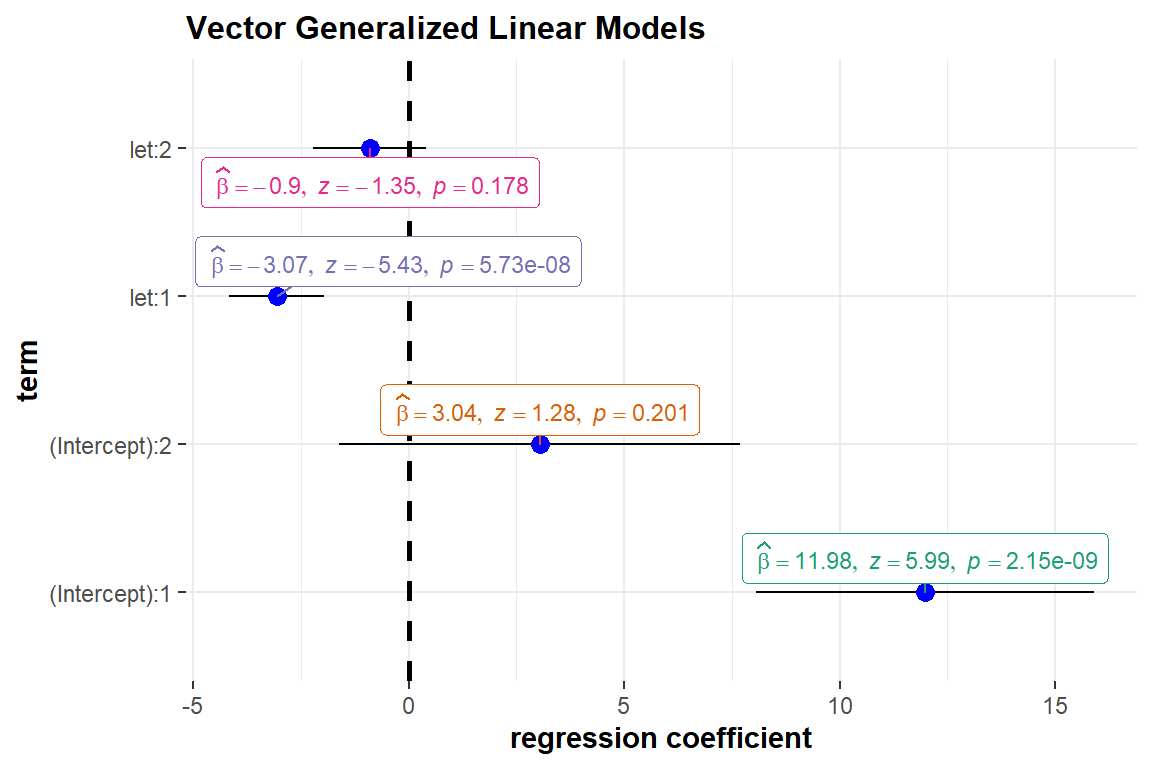 Vector Generalized Linear Models
let:2
β̂ = −0.9, z = −1.35, p = 0.178
β̂ = −3.07, z = −5.43, p = 5.73e-08
let:1
term
β̂ = 3.04, z = 1.28, p = 0.201
(Intercept):2
β̂ = 11.98, z = 5.99, p = 2.15e-09
(Intercept):1
-5 0 5 10 15
regression coefficient